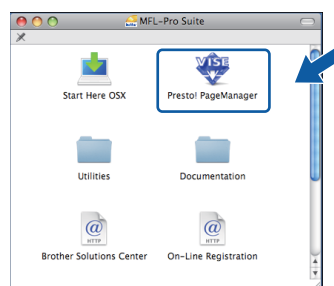 MFL-Pro Suite
VISE
Start Here OSX
Presto! PageManager
Utilities
Documentation
@
HTTP
@
HTTP
Brother Solutions Center
On-Line Registration